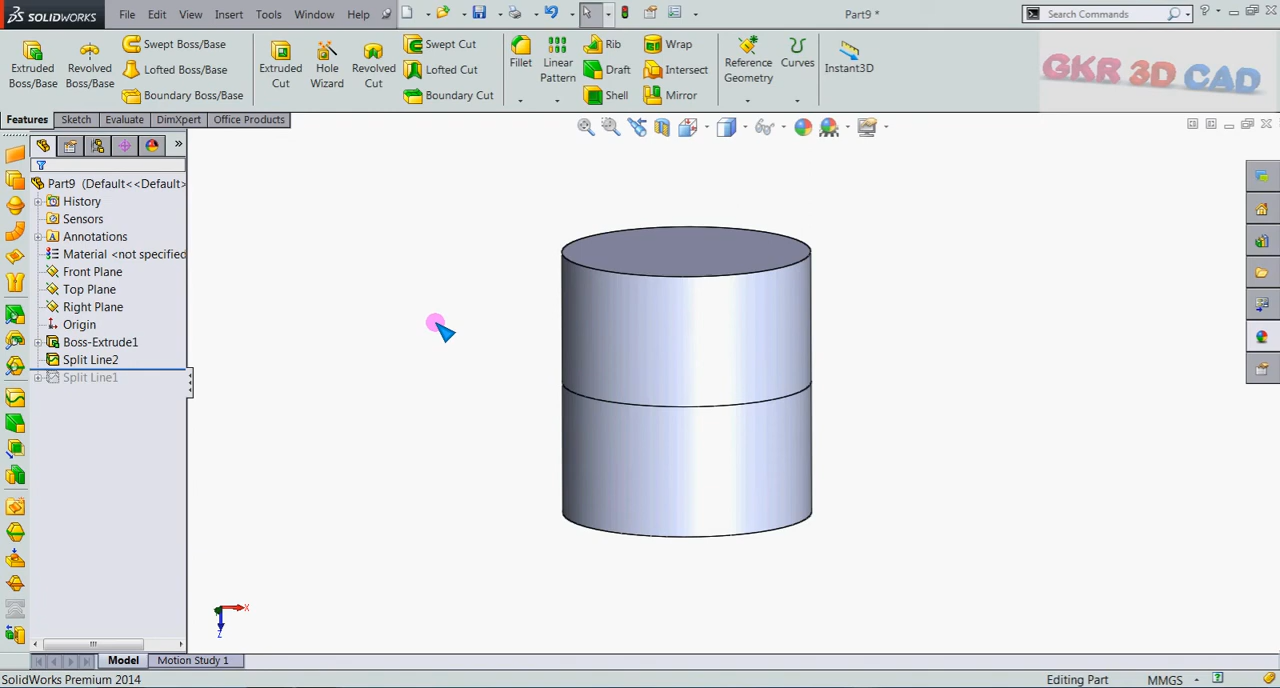 SOLIDWORKS File Edit View Insert Tools Window Help Part9 * Search Commands ?
Extruded Boss/Base
Revolved Boss/Base
Swept Boss/Base
Lofted Boss/Base
Boundary Boss/Base
Extruded Cut
Hole Wizard
Revolved Cut
Swept Cut
Lofted Cut
Boundary Cut
Fillet
Linear Pattern
Rib
Draft
Shell
Wrap
Intersect
Mirror
Reference Geometry
Curves
Instant3D
GKR 3D CAD
Features Sketch Evaluate DimXpert Office Products
Part9 (Default<<Default>
History
Sensors
Annotations
Material <not specified
Front Plane
Top Plane
Right Plane
Origin
Boss-Extrude1
Split Line2
Split Line1
X
Z
Model Motion Study 1
SolidWorks Premium 2014 Editing Part MMGS ?